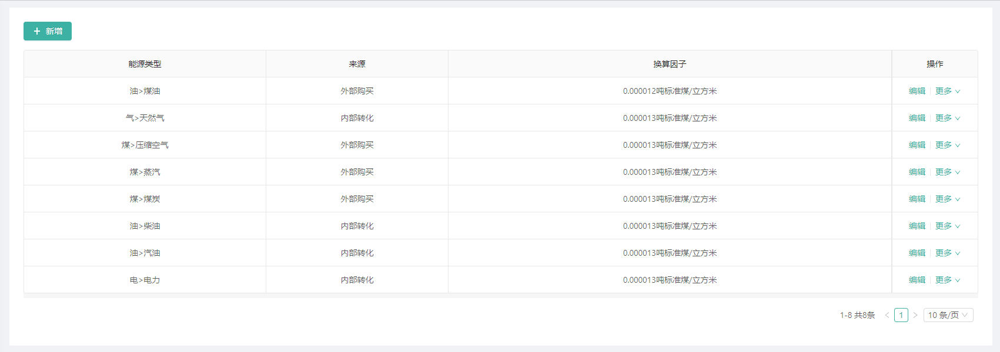 + 新增
能源类型 来源 换算因子 操作
油>煤油 外部购买 0.000012吨标准煤/立方米 编辑 更多
气>天然气 内部转化 0.000013吨标准煤/立方米 编辑 更多
煤>压缩空气 外部购买 0.000013吨标准煤/立方米 编辑 更多
煤>蒸汽 外部购买 0.000013吨标准煤/立方米 编辑 更多
煤>煤炭 外部购买 0.000013吨标准煤/立方米 编辑 更多
油>柴油 内部转化 0.000013吨标准煤/立方米 编辑 更多
油>汽油 内部转化 0.000013吨标准煤/立方米 编辑 更多
电>电力 内部转化 0.000013吨标准煤/立方米 编辑 更多
1-8 共8条 < 1 > 10 条/页